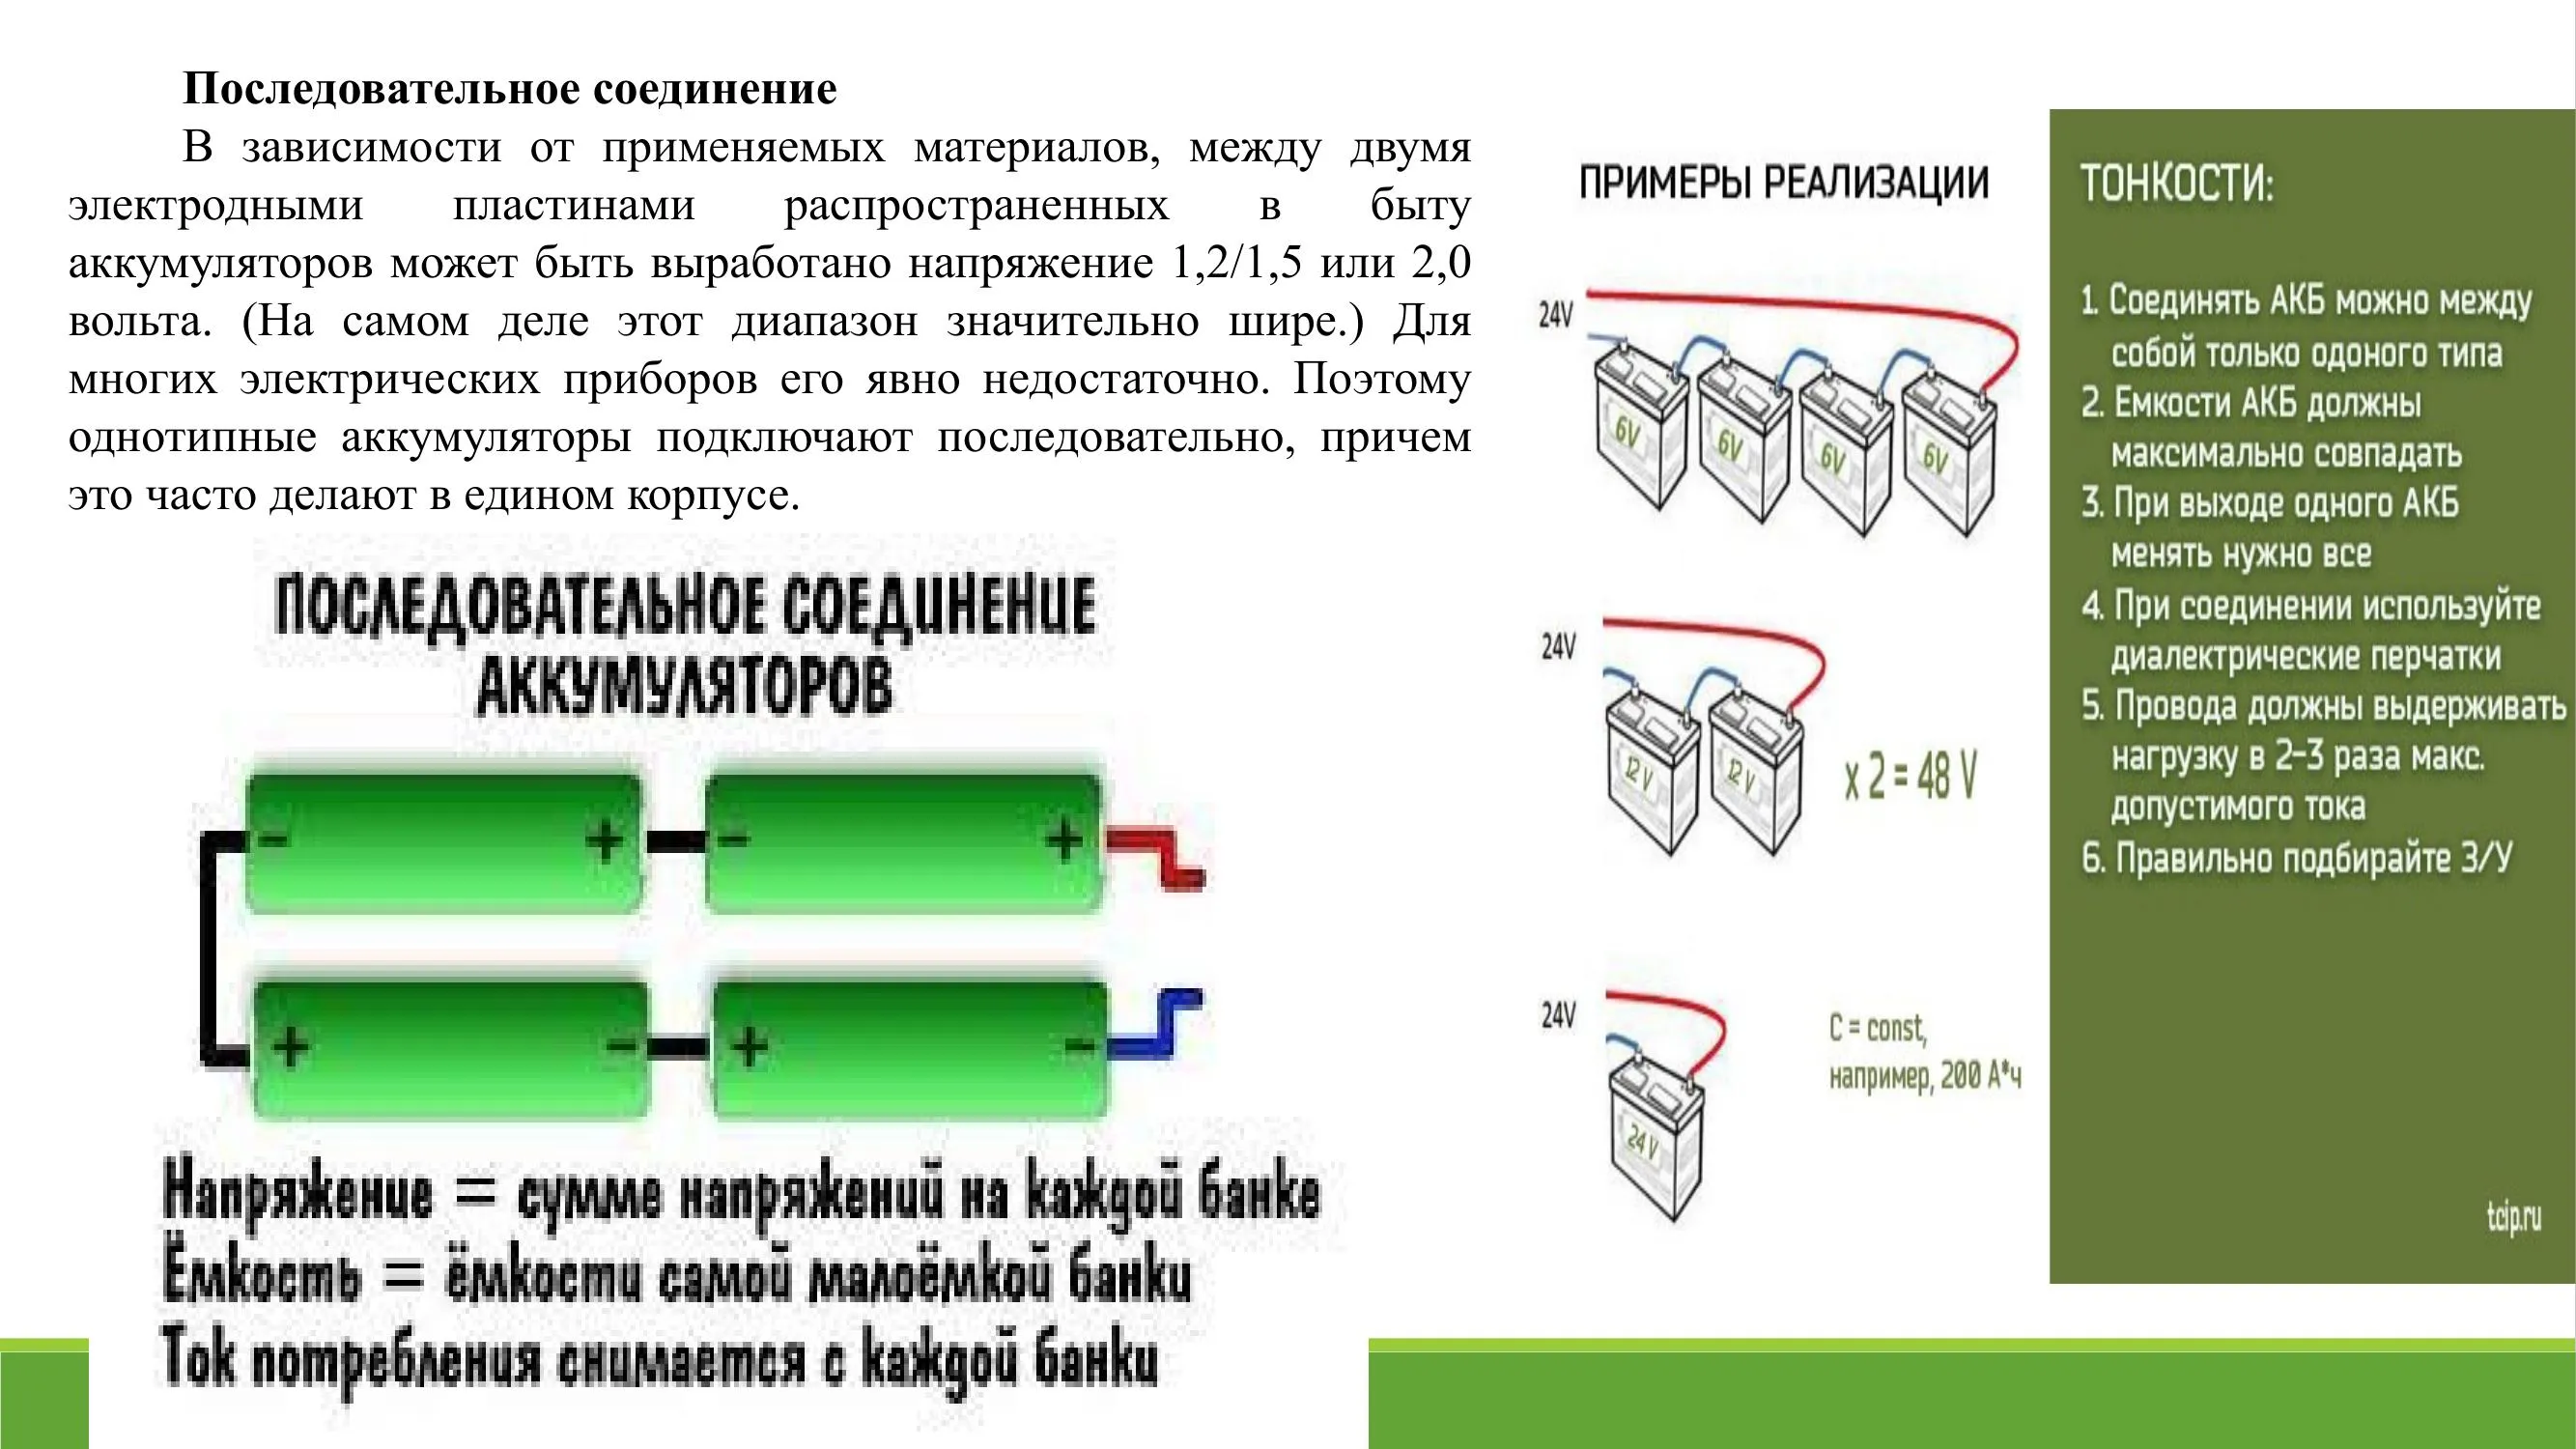 Последовательное соединение
В зависимости от применяемых материалов, между двумя
электродными пластинами распространенных в быту
аккумуляторов может быть выработано напряжение 1,2/1,5 или 2,0
вольта. (На самом деле этот диапазон значительно шире.) Для
многих электрических приборов его явно недостаточно. Поэтому
однотипные аккумуляторы подключают последовательно, причем
это часто делают в едином корпусе.
ПОСЛЕДОВАТЕЛЬНОЕ СОЕДИНЕНИЕ
АККУМУЛЯТОРОВ
− + − +
+ − + −
Напряжение = сумме напряжений на каждой банке
Ёмкость = ёмкости самой малоёмкой банки
Ток потребления снимается с каждой банки
ПРИМЕРЫ РЕАЛИЗАЦИИ
24V
6V 6V 6V 6V
24V
12 V 12 V
x 2 = 48 V
24V
24 V
C = const,
например, 200 А*ч
ТОНКОСТИ:
1. Соединять АКБ можно между
собой только одоного типа
2. Емкости АКБ должны
максимально совпадать
3. При выходе одного АКБ
менять нужно все
4. При соединении используйте
диалектрические перчатки
5. Провода должны выдерживать
нагрузку в 2-3 раза макс.
допустимого тока
6. Правильно подбирайте З/У
tcip.ru